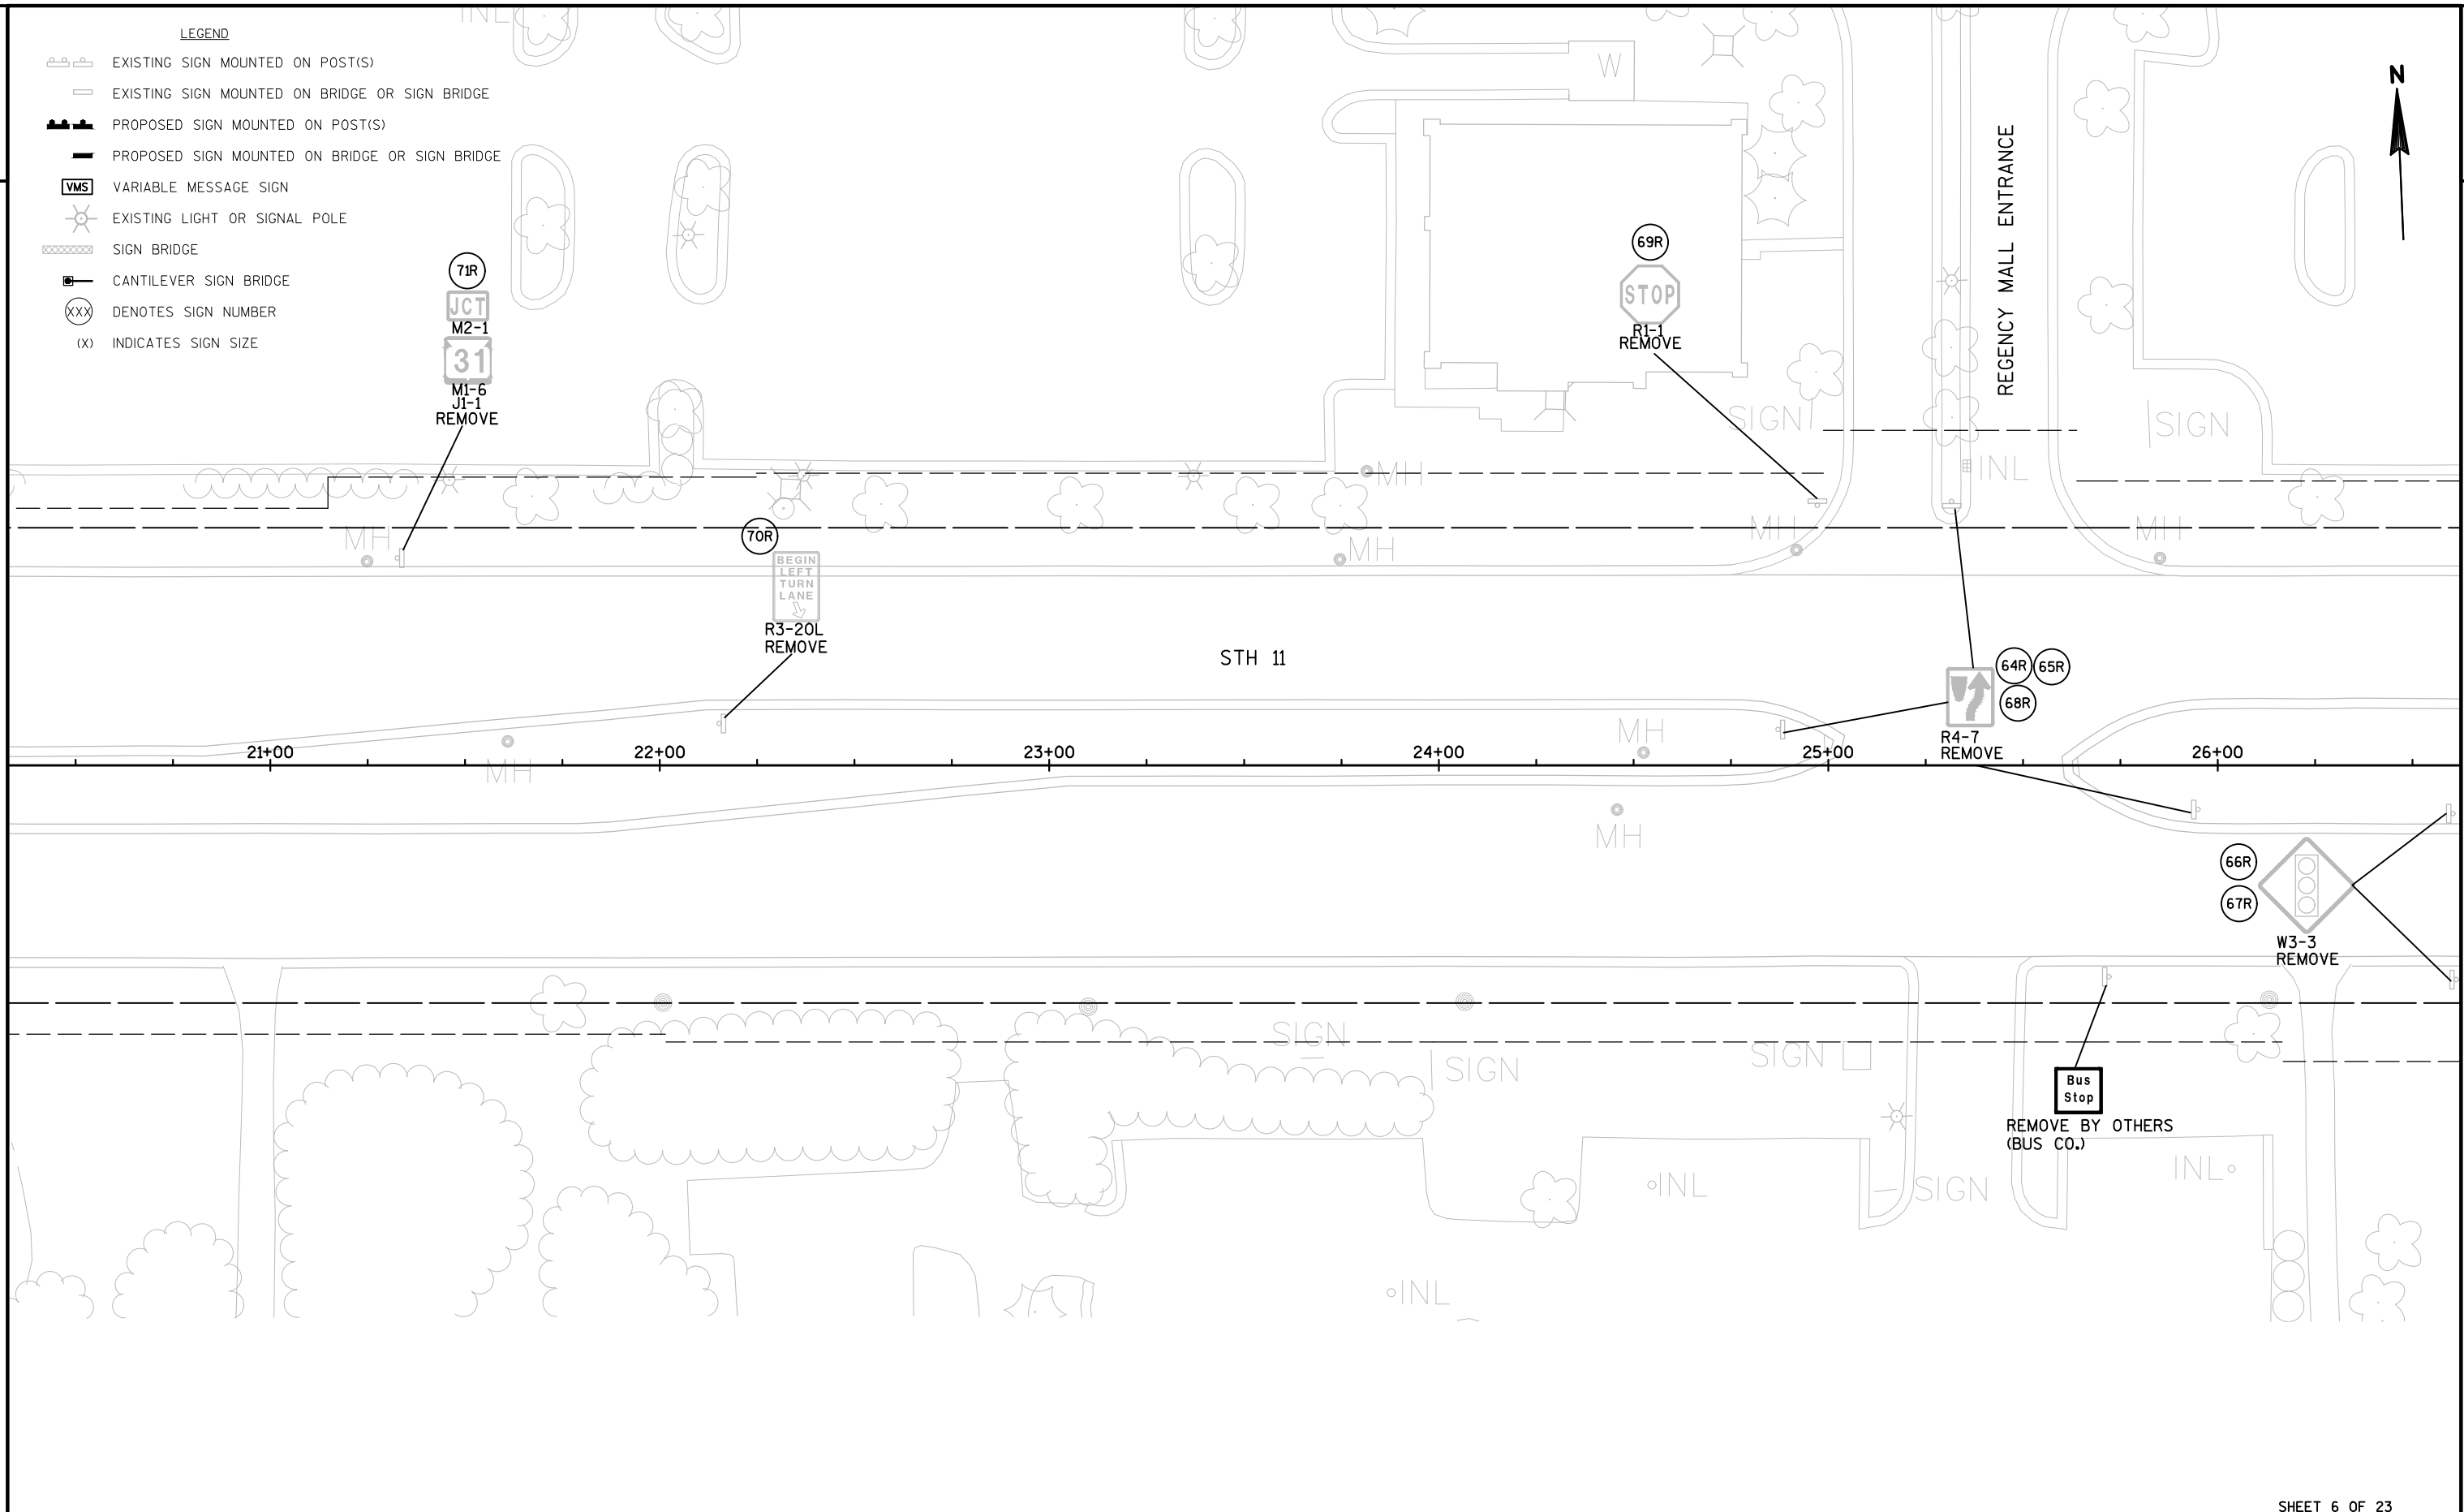 LEGEND
EXISTING SIGN MOUNTED ON POST(S)
EXISTING SIGN MOUNTED ON BRIDGE OR SIGN BRIDGE
PROPOSED SIGN MOUNTED ON POST(S)
PROPOSED SIGN MOUNTED ON BRIDGE OR SIGN BRIDGE
VMS VARIABLE MESSAGE SIGN
EXISTING LIGHT OR SIGNAL POLE
SIGN BRIDGE
CANTILEVER SIGN BRIDGE
XXX DENOTES SIGN NUMBER
(X) INDICATES SIGN SIZE
INL
W
N
REGENCY MALL ENTRANCE
71R
JCT
M2-1
31
M1-6
J1-1
REMOVE
69R
STOP
R1-1
REMOVE
SIGN
SIGN
MH
INL
MH
MH
MH
MH
70R
BEGIN
LEFT
TURN
LANE
R3-20L
REMOVE
STH 11
64R
65R
68R
R4-7
REMOVE
MH
21+00
22+00
23+00
24+00
25+00
26+00
MH
MH
66R
67R
W3-3
REMOVE
SIGN
SIGN
SIGN
Bus
Stop
REMOVE BY OTHERS
(BUS CO.)
INL
INL
SIGN
INL
SHEET 6 OF 23